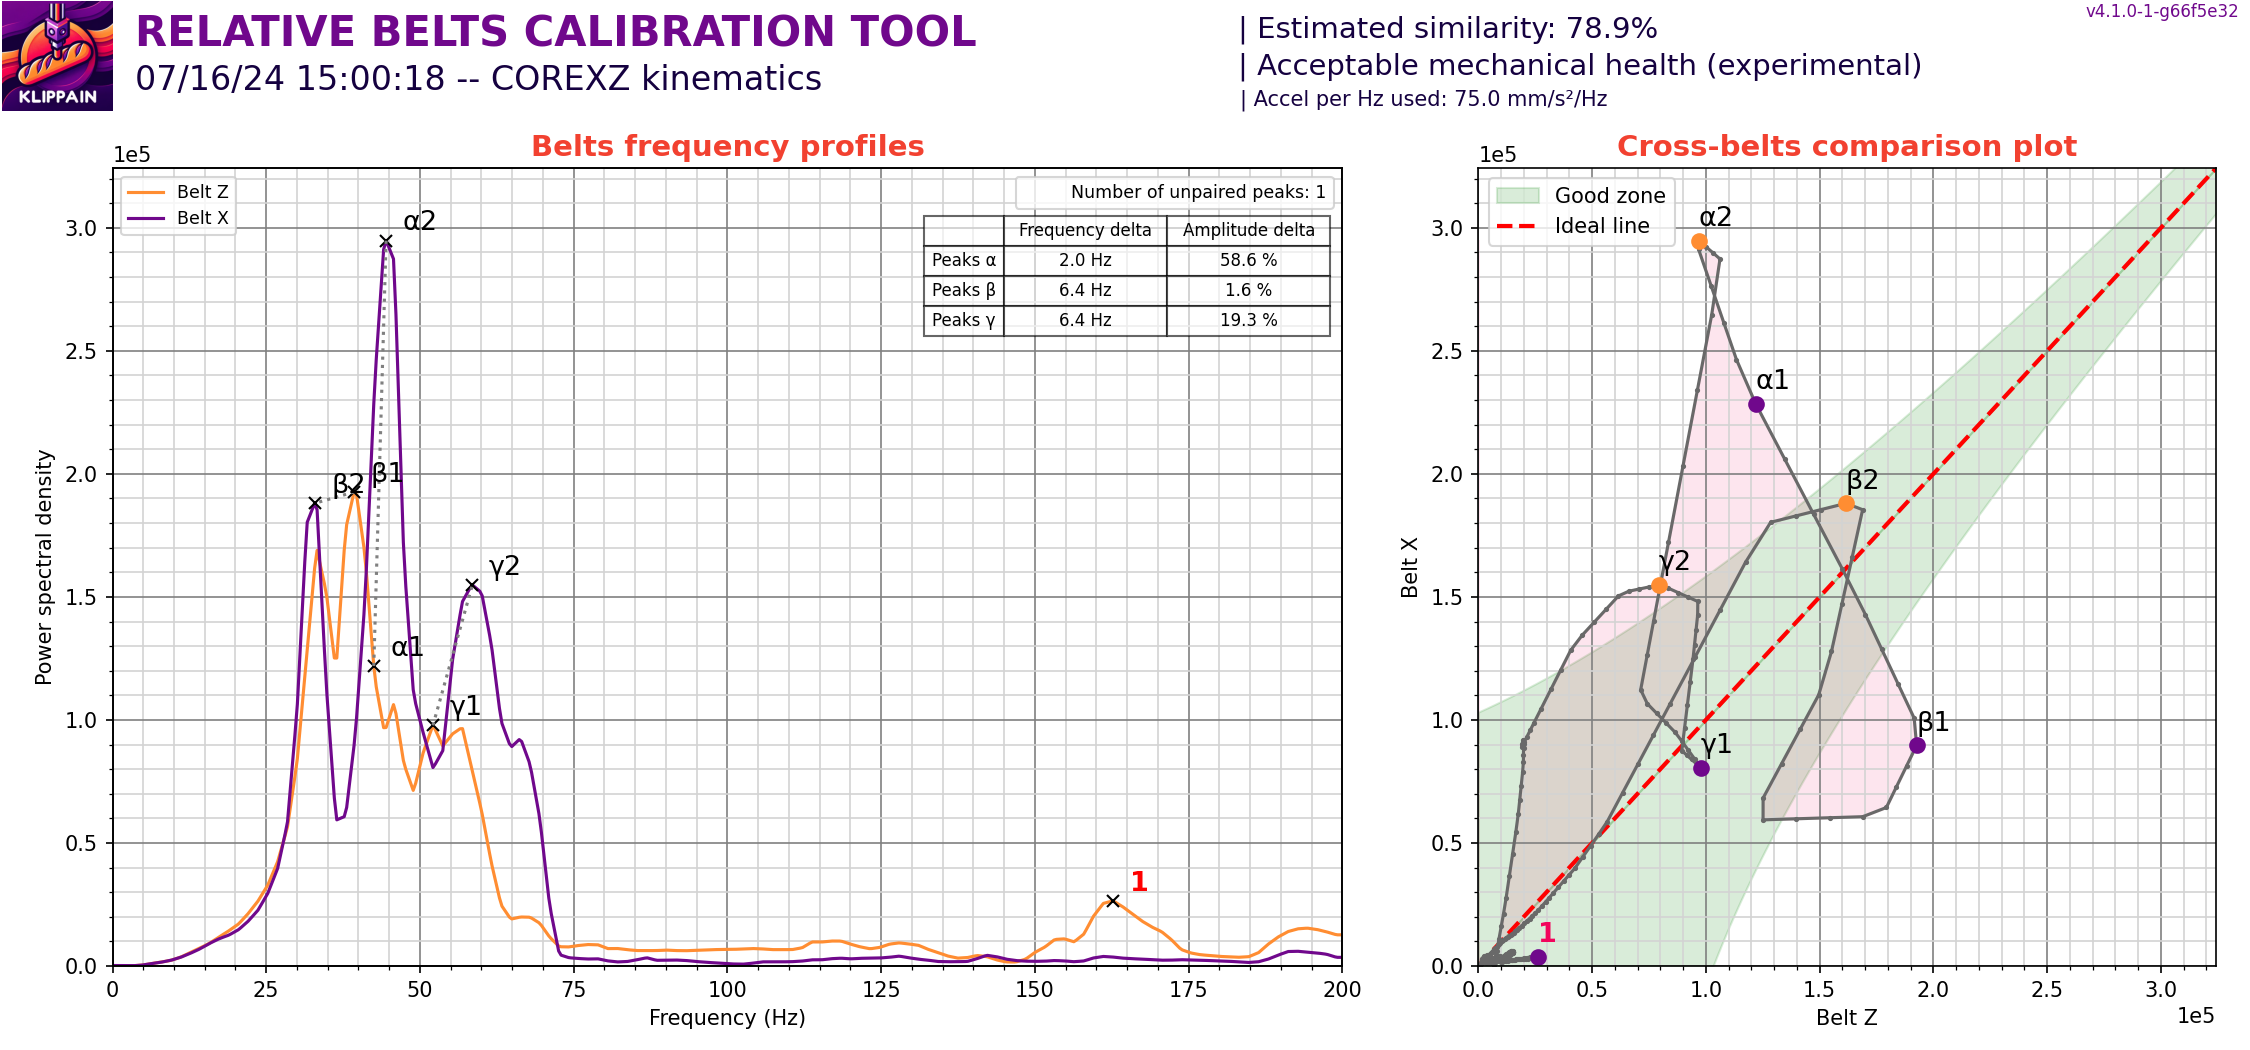 KLIPPAIN
RELATIVE BELTS CALIBRATION TOOL
07/16/24 15:00:18 -- COREXZ kinematics
| Estimated similarity: 78.9%
| Acceptable mechanical health (experimental)
| Accel per Hz used: 75.0 mm/s²/Hz
v4.1.0-1-g66f5e32
Belts frequency profiles
1e5
Belt Z
Belt X
Number of unpaired peaks: 1
Frequency delta Amplitude delta
Peaks α 2.0 Hz 58.6 %
Peaks β 6.4 Hz 1.6 %
Peaks γ 6.4 Hz 19.3 %
α2
β2
β1
α1
γ2
γ1
1
3.0
2.5
2.0
1.5
1.0
0.5
0.0
Power spectral density
0 25 50 75 100 125 150 175 200
Frequency (Hz)
Cross-belts comparison plot
1e5
Good zone
Ideal line
α2
α1
β2
γ2
β1
γ1
1
3.0
2.5
2.0
1.5
1.0
0.5
0.0
Belt X
0.0 0.5 1.0 1.5 2.0 2.5 3.0
Belt Z
1e5